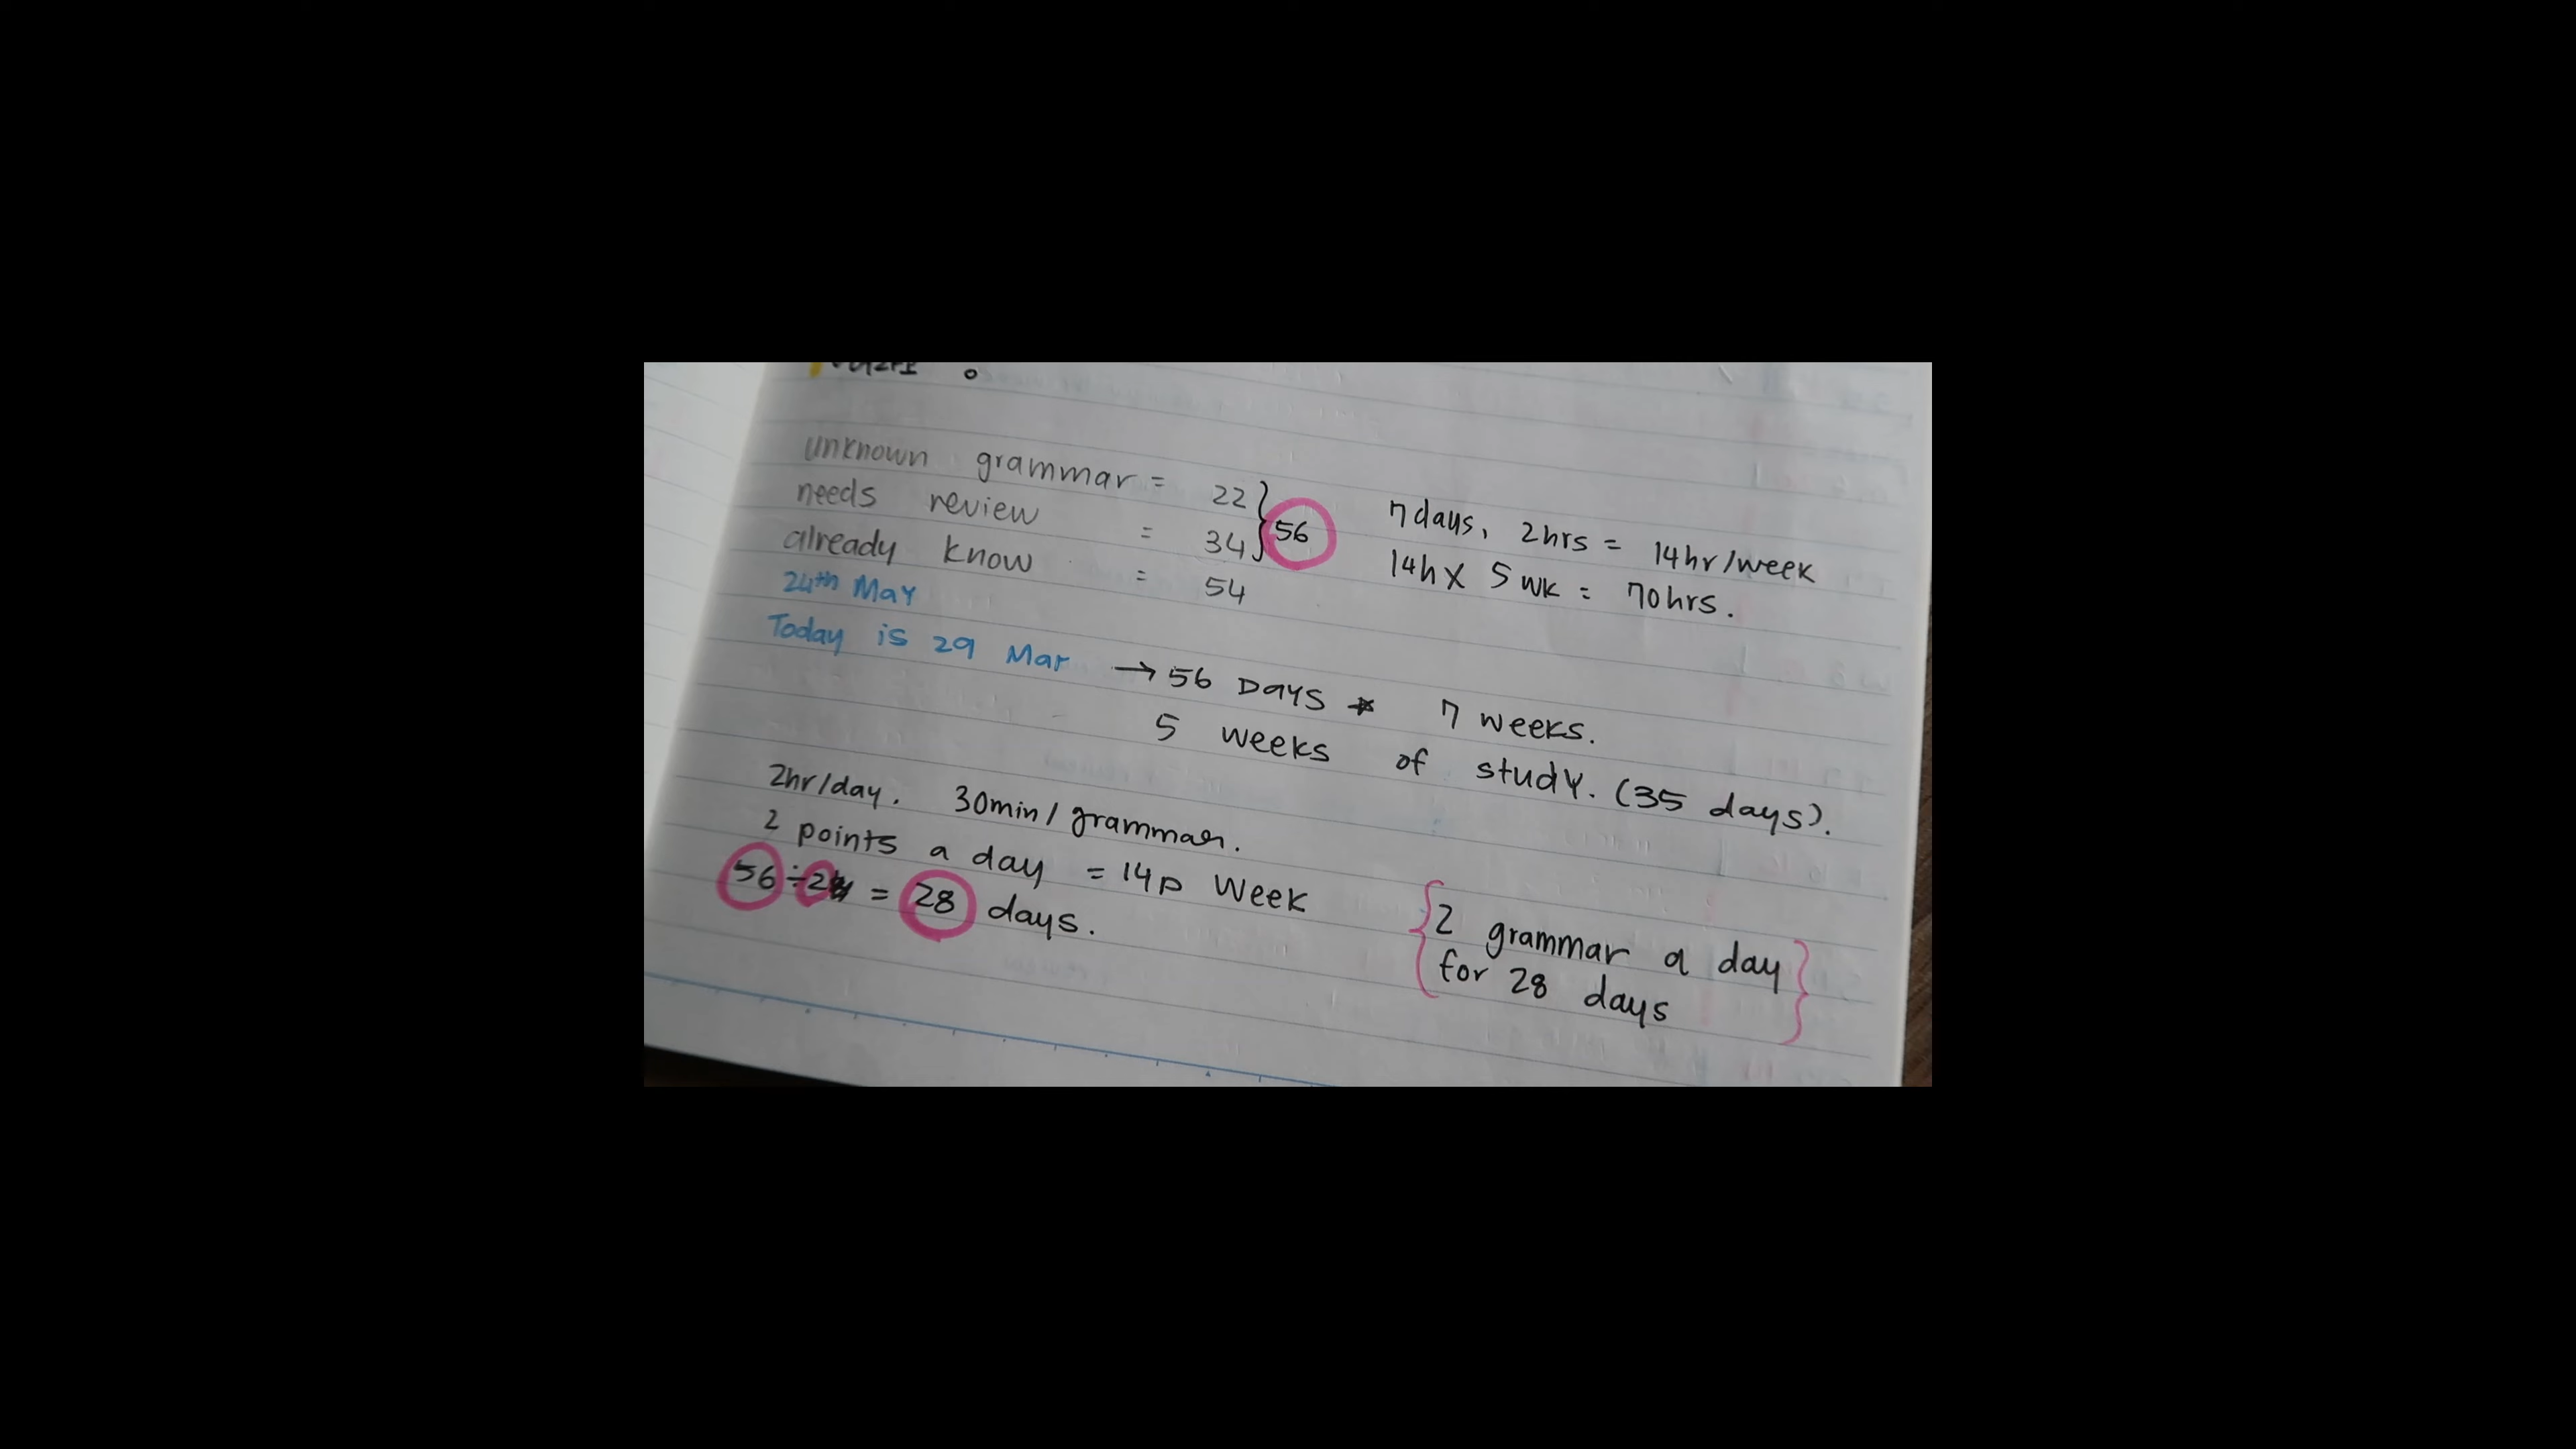 unknown grammar = 22
needs review = 34 } 56
already know = 54
7 days, 2hrs = 14hr/week
14h X 5 wk = 70hrs.
24th May
Today is 29 Mar → 56 Days 7 weeks.
5 weeks of study. (35 days).
2hr/day. 30min/grammar.
2 points a day = 14p week
56 ÷ 2 = 28 days.
{2 grammar a day
for 28 days}